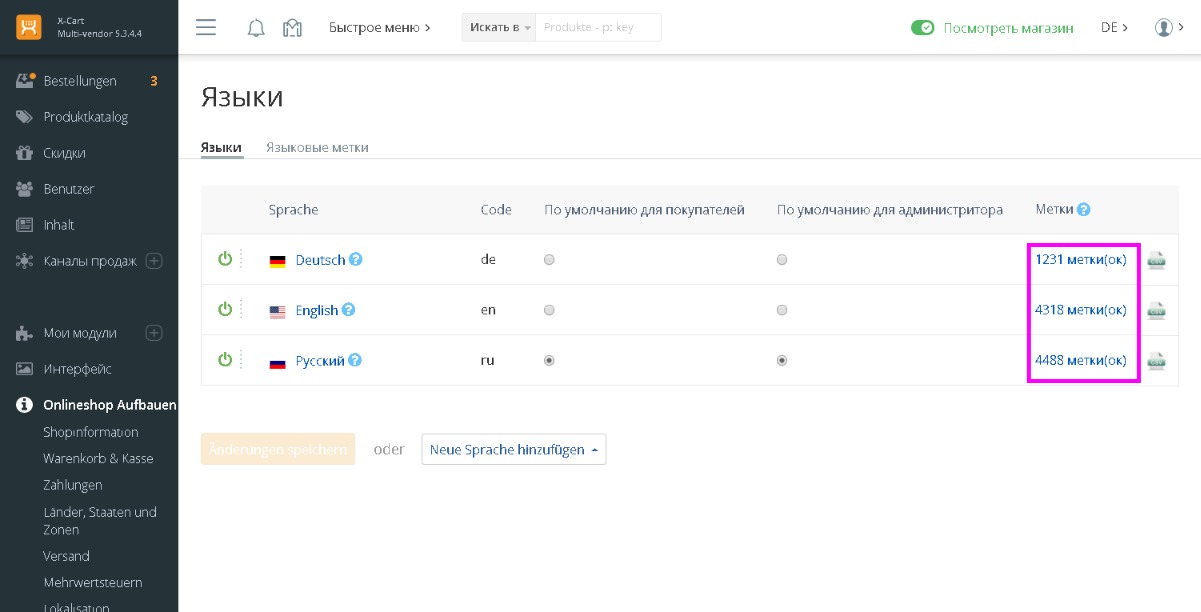 X-Cart
Multi-vendor 5.3.4.4
Быстрое меню
Искать в
Produkte - p: key
Посмотреть магазин
DE
Bestellungen 3
Produktkatalog
Скидки
Benutzer
Inhalt
Каналы продаж
Мои модули
Интерфейс
Onlineshop Aufbauen
Shopinformation
Warenkorb & Kasse
Zahlungen
Länder, Staaten und
Zonen
Versand
Mehrwertsteuern
Lokalisation
Языки
Языки Языковые метки
Sprache Code По умолчанию для покупателей По умолчанию для администритора Метки ?
Deutsch ? de 1231 метки(ок)
English ? en 4318 метки(ок)
Русский ? ru 4488 метки(ок)
Änderungen speichern oder Neue Sprache hinzufügen